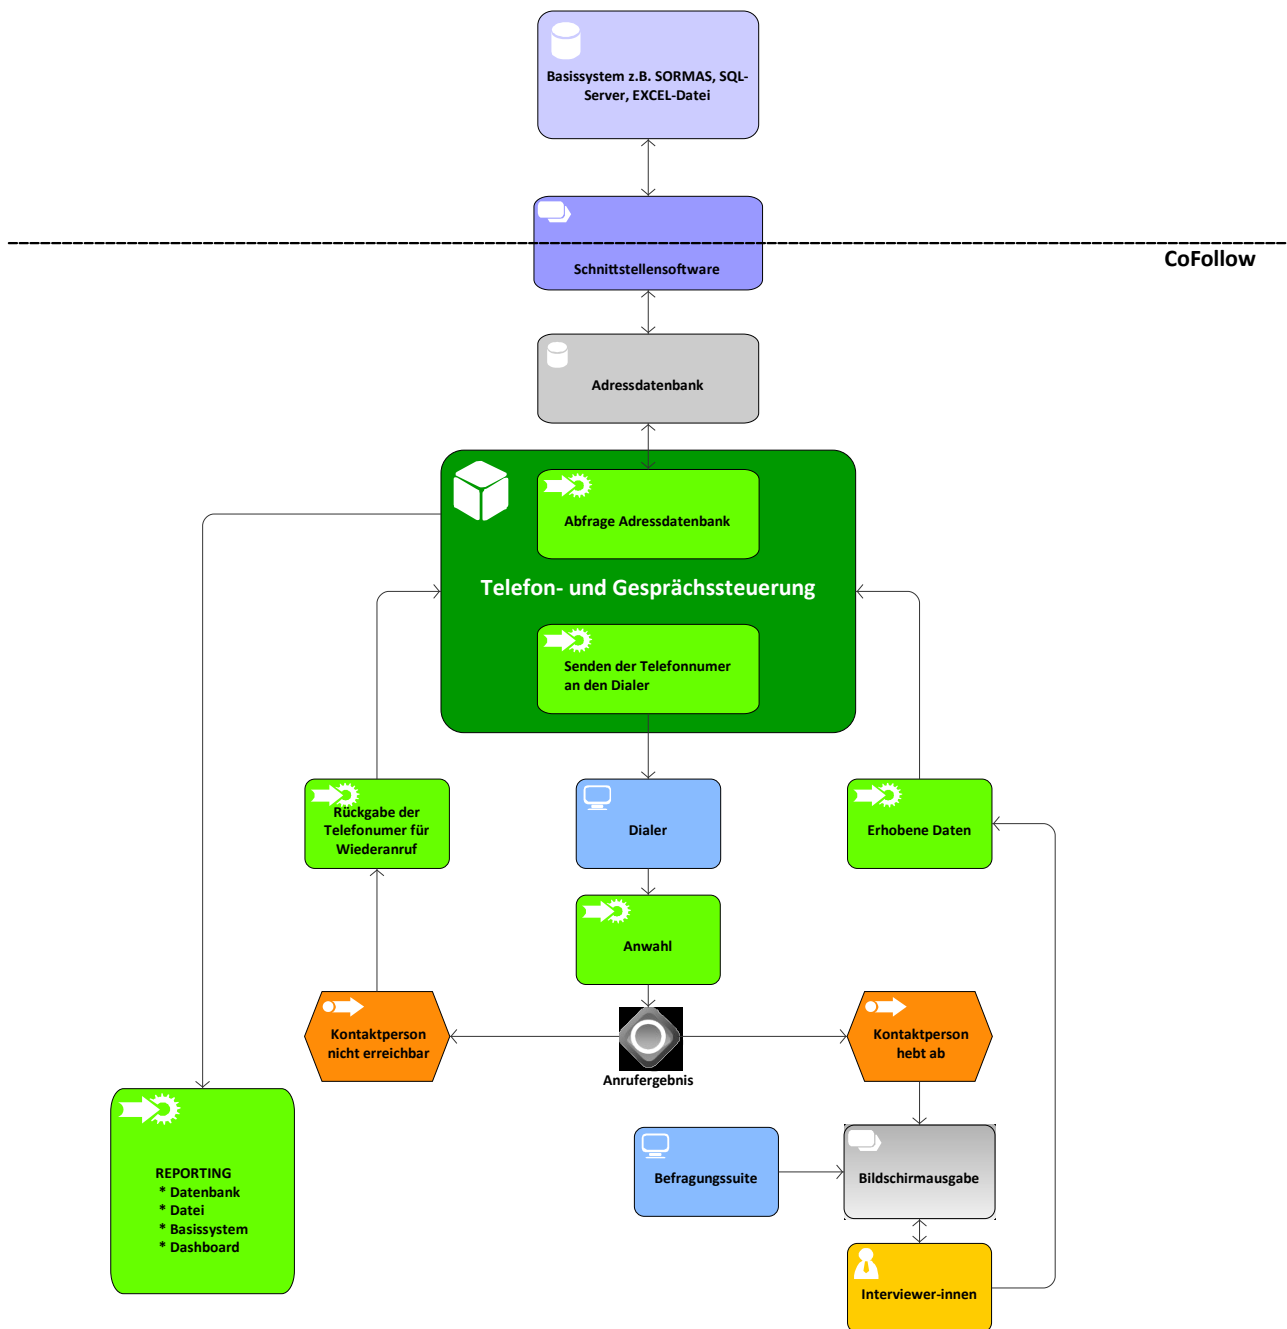 Basissystem z.B. SORMAS, SQL-
Server, EXCEL-Datei
Schnittstellensoftware
CoFollow
Adressdatenbank
Abfrage Adressdatenbank
Telefon- und Gesprächssteuerung
Senden der Telefonnumer
an den Dialer
Rückgabe der
Telefonumer für
Wiederanruf
Dialer
Erhobene Daten
Anwahl
Kontaktperson
nicht erreichbar
Anrufergebnis
Kontaktperson
hebt ab
REPORTING
* Datenbank
* Datei
* Basissystem
* Dashboard
Befragungssuite
Bildschirmausgabe
Interviewer-innen